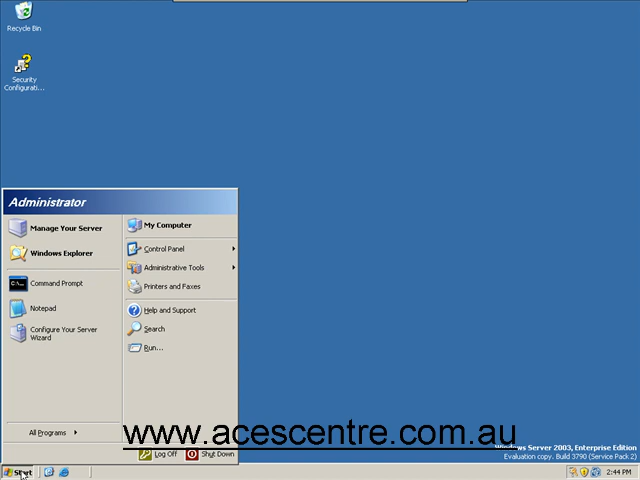 Recycle Bin
Security
Configurati...
Administrator
Manage Your Server
Windows Explorer
Command Prompt
Notepad
Configure Your Server
Wizard
All Programs
My Computer
Control Panel
Administrative Tools
Printers and Faxes
Help and Support
Search
Run...
Log Off
Shut Down
www.acescentre.com.au
Windows Server 2003, Enterprise Edition
Evaluation copy. Build 3790 (Service Pack 2)
Start
2:44 PM